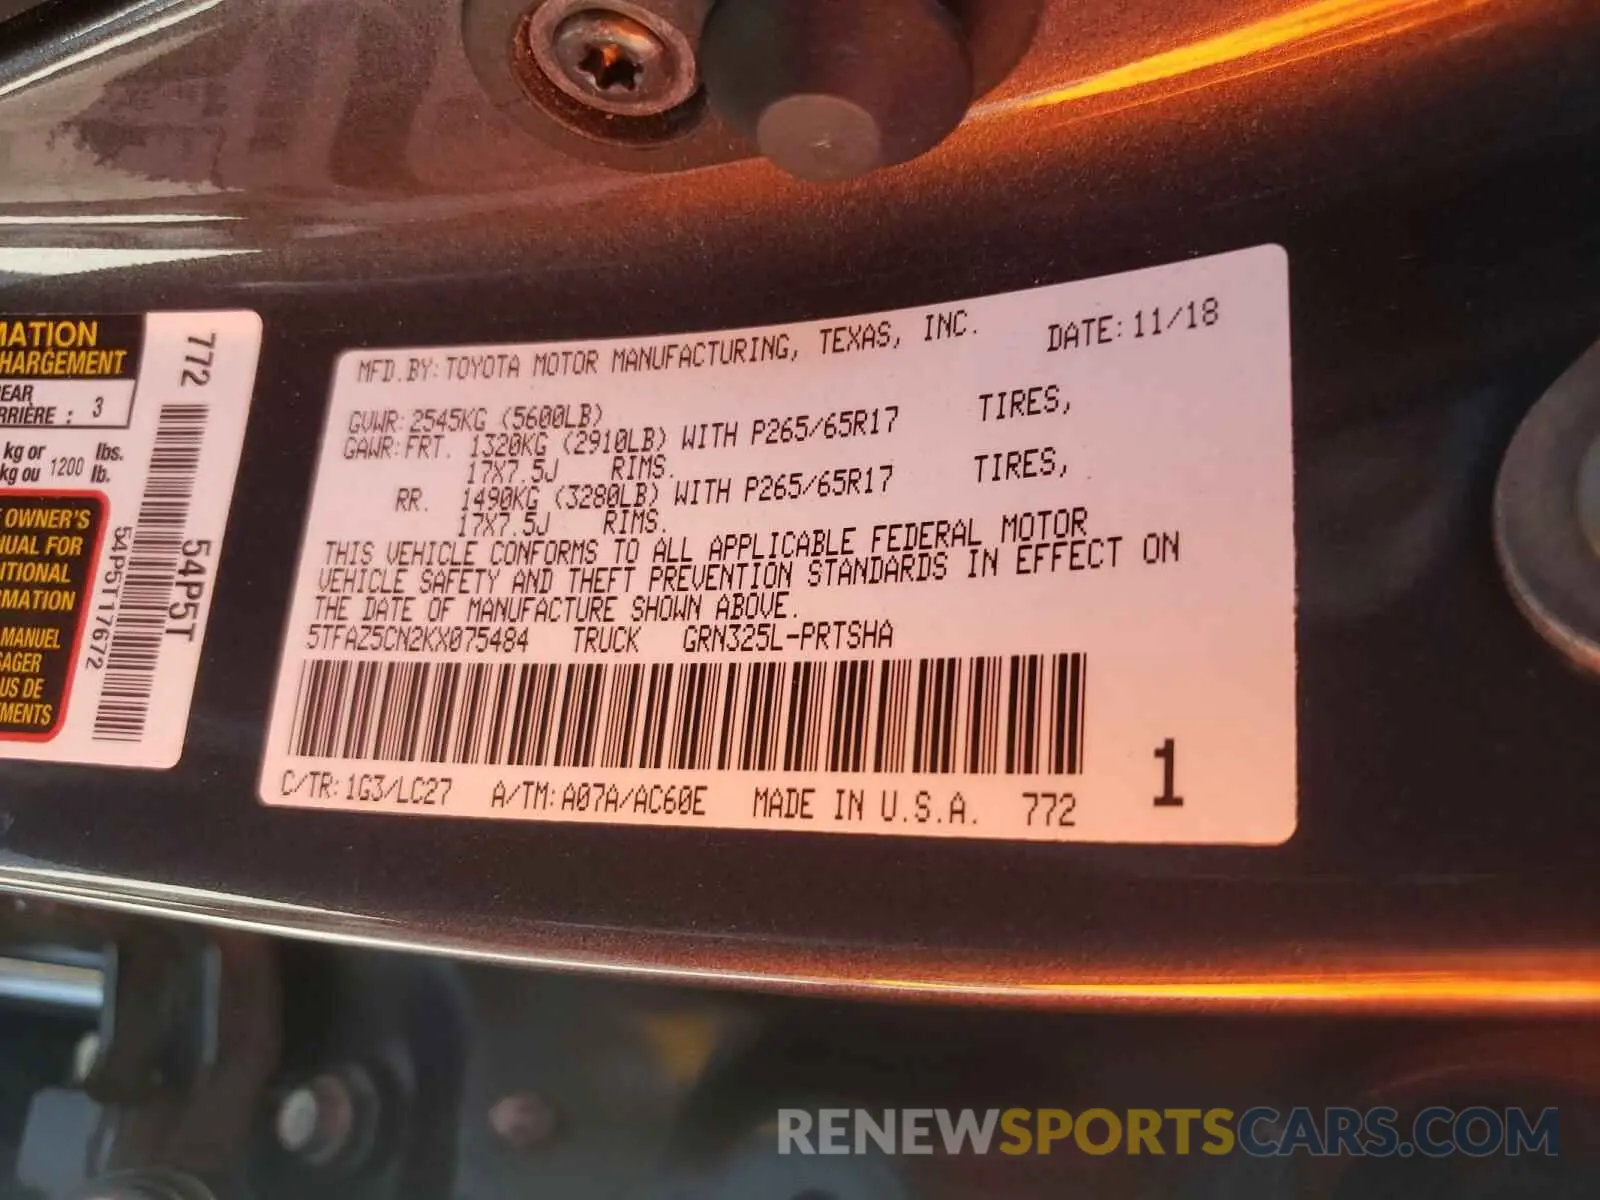 MATION
HARGEMENT
EAR
RRIÈRE : 3
kg or
kg ou 1200
lbs.
lb.
OWNER'S
UAL FOR
ITIONAL
RMATION
MANUEL
SAGER
US DE
EMENTS
772
54P5T
54P5T17672
MFD.BY:TOYOTA MOTOR MANUFACTURING, TEXAS, INC. DATE:11/18
GVWR:2545KG (5600LB)
GAWR:FRT. 1320KG (2910LB) WITH P265/65R17 TIRES,
17X7.5J RIMS.
RR. 1490KG (3280LB) WITH P265/65R17 TIRES,
17X7.5J RIMS.
THIS VEHICLE CONFORMS TO ALL APPLICABLE FEDERAL MOTOR
VEHICLE SAFETY AND THEFT PREVENTION STANDARDS IN EFFECT ON
THE DATE OF MANUFACTURE SHOWN ABOVE.
5TFAZ5CN2KX075484 TRUCK GRN325L-PRTSHA
C/TR:1G3/LC27 A/TM:A07A/AC60E MADE IN U.S.A. 772 1
RENEWSPORTSCARS.COM